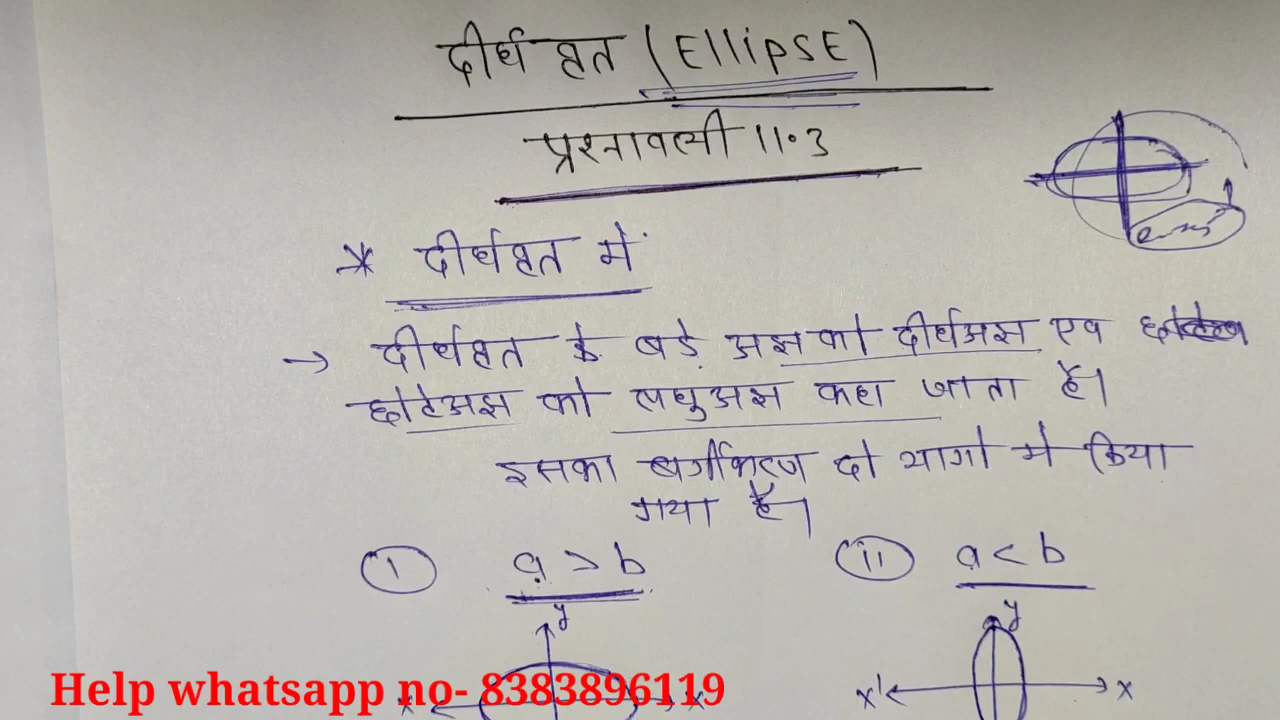 दीर्घ वृत (EllipSE)
प्रश्नावली 11.3
* दीर्घवृत में
→ दीर्घवृत के बड़े अक्ष को दीर्घअक्ष एव
छोटेअक्ष को लघुअक्ष कहा जाता है।
इसका वर्गीकरण दो भागो मे किया
गया है।
(i) a > b
(ii) a < b
y
y
x' x
x x
Help whatsapp no- 8383896119